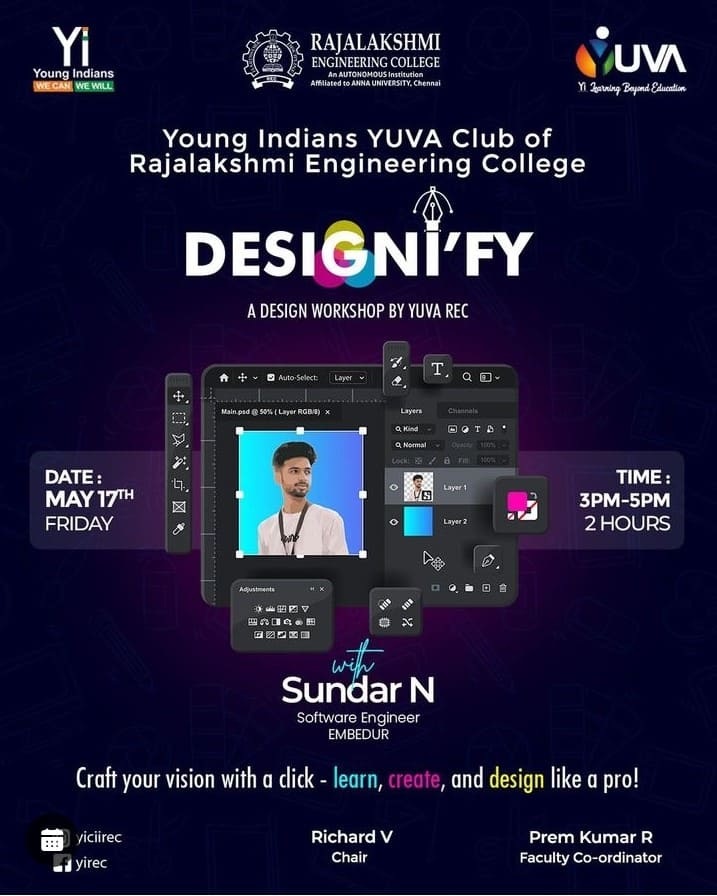 Yi
Young Indians
WE CAN WE WILL
RAJALAKSHMI
ENGINEERING COLLEGE
An AUTONOMOUS Institution
Affiliated to ANNA UNIVERSITY, Chennai
YUVA
Yi Learning Beyond Education
Young Indians YUVA Club of
Rajalakshmi Engineering College
DESIGNI'FY
A DESIGN WORKSHOP BY YUVA REC
Auto-Select: Layer
T
Main.psd @ 50% ( Layer RGB/8) ×
Layers Channels
Kind
Normal Opacity: 100%
Lock: Fill: 100%
Layer 1
Layer 2
DATE :
MAY 17TH
FRIDAY
TIME :
3PM-5PM
2 HOURS
Adjustments
with
Sundar N
Software Engineer
EMBEDUR
Craft your vision with a click - learn, create, and design like a pro!
yiciirec
yirec
Richard V
Chair
Prem Kumar R
Faculty Co-ordinator